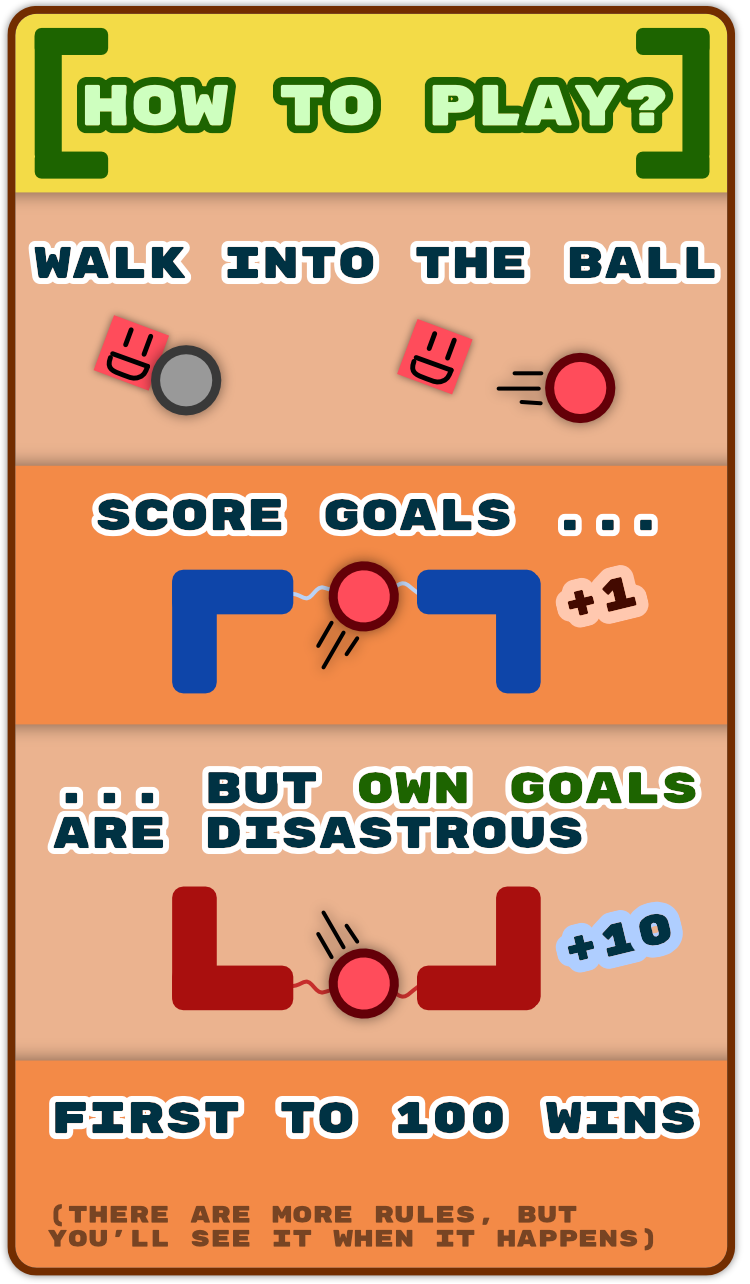 HOW TO PLAY?
WALK INTO THE BALL
SCORE GOALS ...
+1
... BUT OWN GOALS
ARE DISASTROUS
+10
FIRST TO 100 WINS
(THERE ARE MORE RULES, BUT
YOU'LL SEE IT WHEN IT HAPPENS)